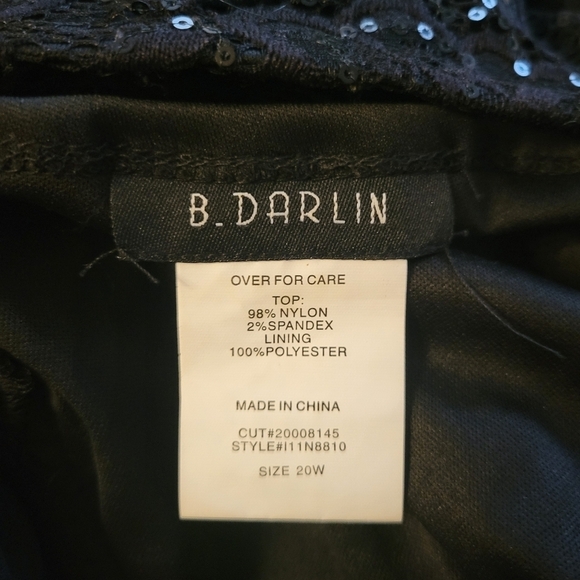 B. DARLIN
OVER FOR CARE
TOP:
98% NYLON
2%SPANDEX
LINING
100%POLYESTER
MADE IN CHINA
CUT#20008145
STYLE#I11N8810
SIZE 20W